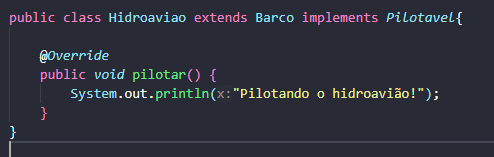 public class Hidroaviao extends Barco implements Pilotavel{
@Override
public void pilotar() {
System.out.println(x:"Pilotando o hidroavião!");
}
}